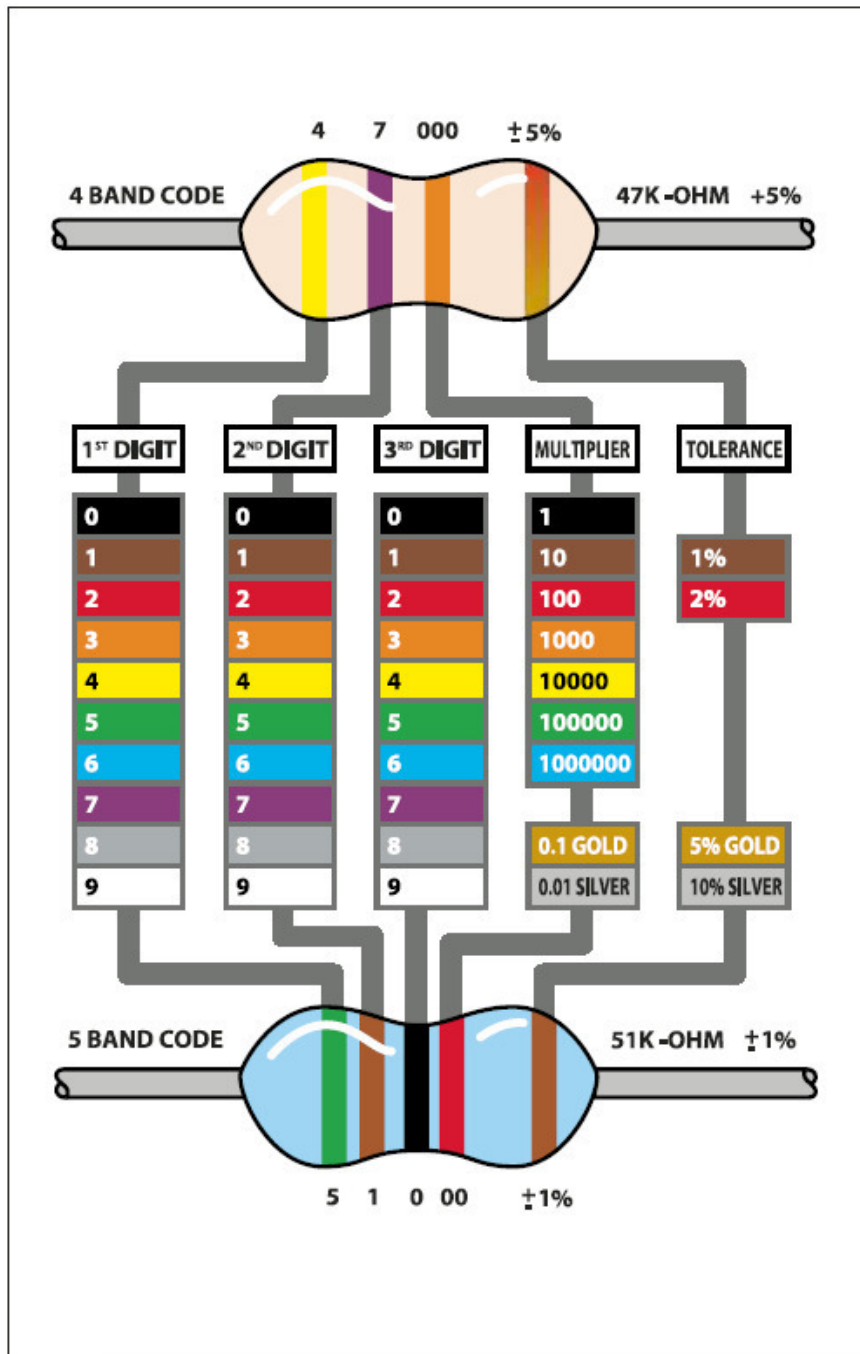 4 7 000 ±5%
4 BAND CODE 47K-OHM +5%
1ST DIGIT 2ND DIGIT 3RD DIGIT MULTIPLIER TOLERANCE
0 0 0 1
1 1 1 10 1%
2 2 2 100 2%
3 3 3 1000
4 4 4 10000
5 5 5 100000
6 6 6 1000000
7 7 7
8 8 8 0.1 GOLD 5% GOLD
9 9 9 0.01 SILVER 10% SILVER
5 BAND CODE 51K-OHM ±1%
5 1 0 00 ±1%